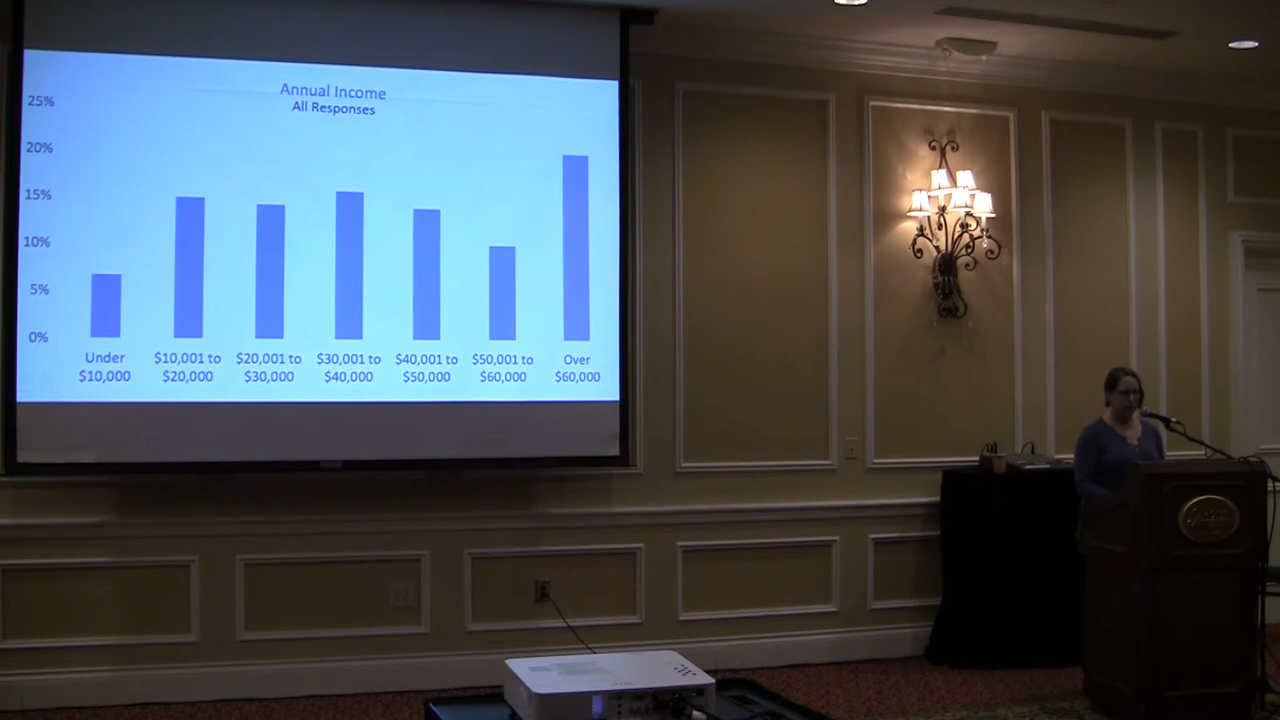 Annual Income
All Responses
25%
20%
15%
10%
5%
0%
Under $10,000
$10,001 to $20,000
$20,001 to $30,000
$30,001 to $40,000
$40,001 to $50,000
$50,001 to $60,000
Over $60,000